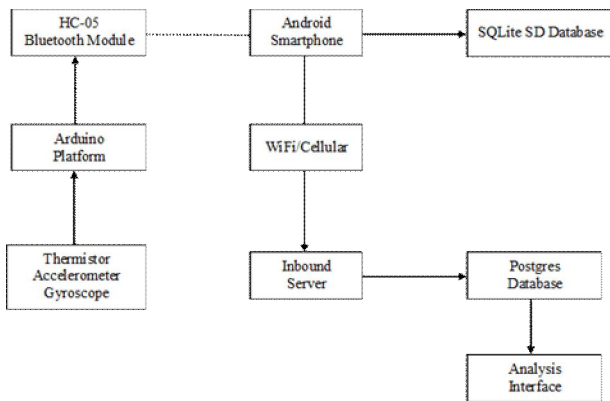 HC-05
Bluetooth Module
Android
Smartphone
SQLite SD Database
Arduino
Platform
WiFi/Cellular
Thermistor
Accelerometer
Gyroscope
Inbound
Server
Postgres
Database
Analysis
Interface